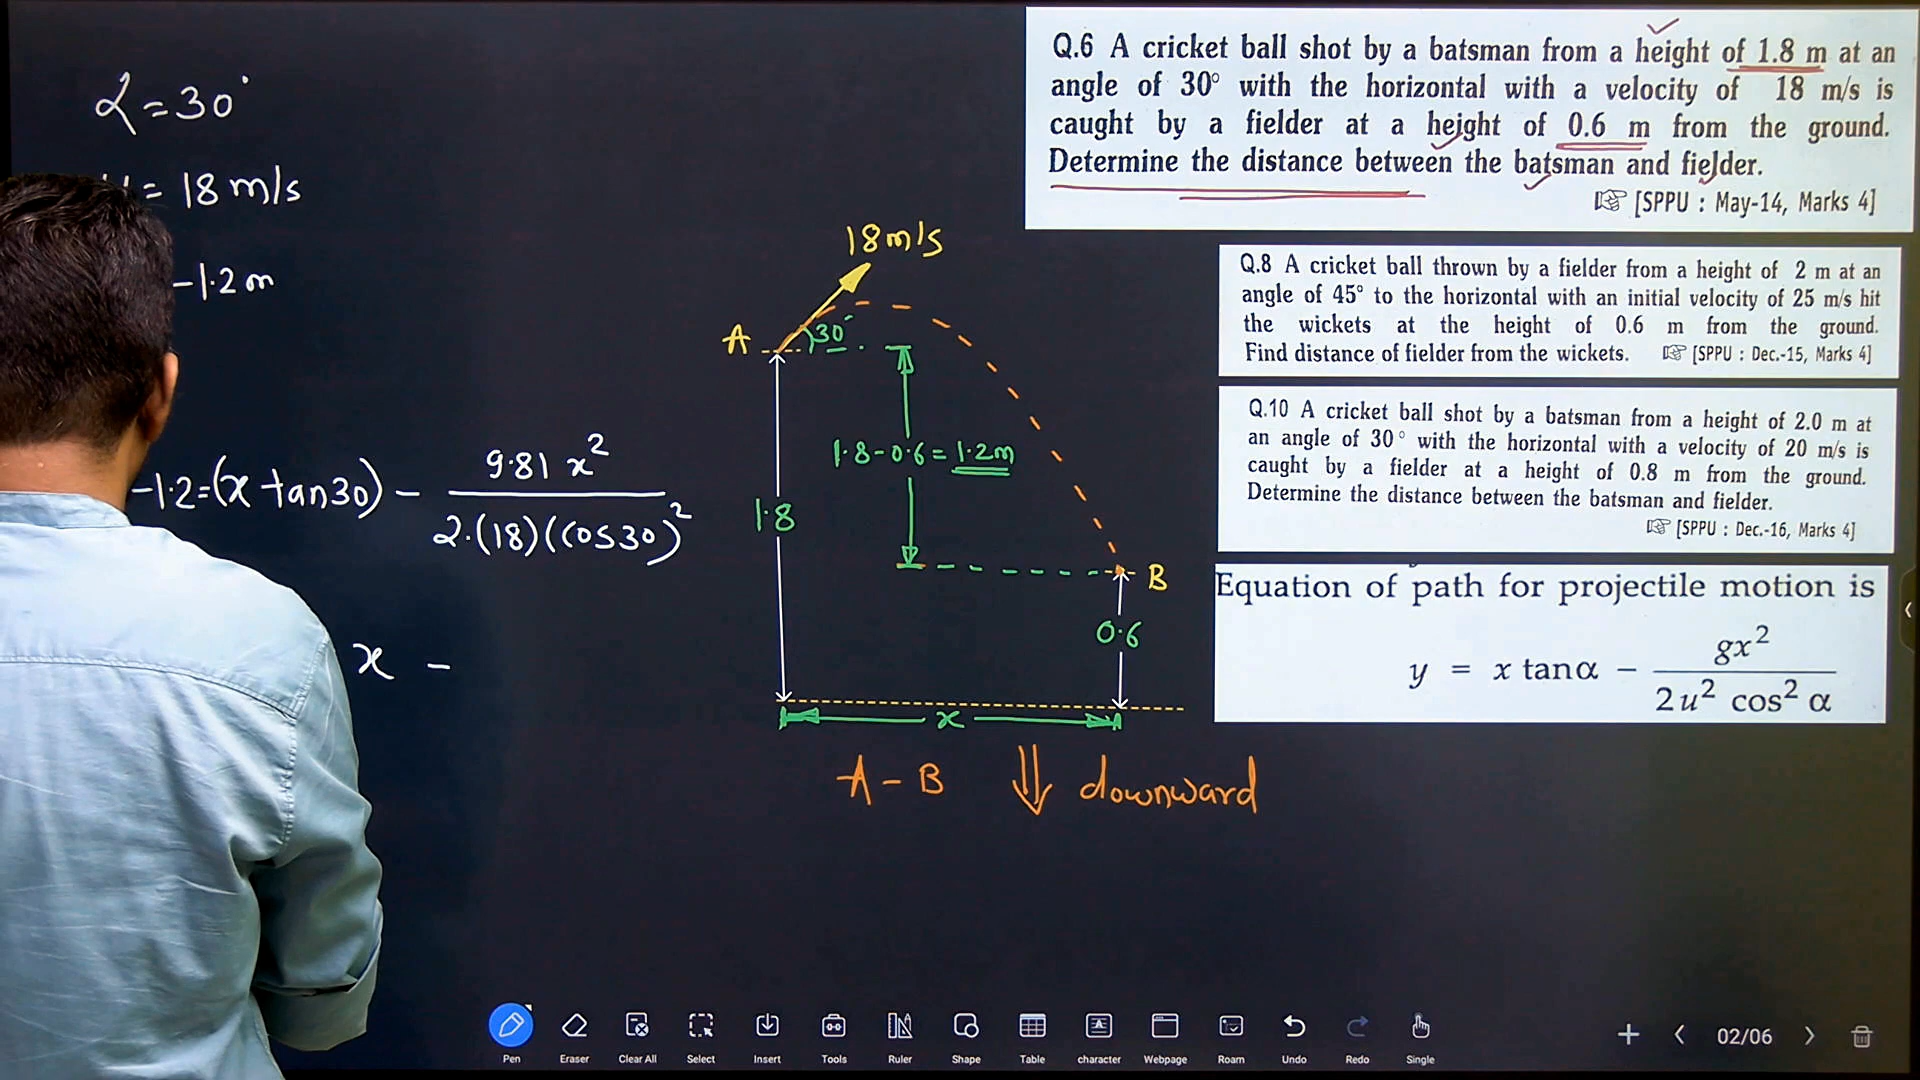 α = 30°
= 18 m/s
-1.2 m
-1.2 = (x tan30) - 9.81 x²
2.(18)(cos30)²
x -
18 m/s
A
30°
1.8 - 0.6 = 1.2m
1.8
B
0.6
x
A - B ⇓ downward
Q.6 A cricket ball shot by a batsman from a height of 1.8 m at an
angle of 30° with the horizontal with a velocity of 18 m/s is
caught by a fielder at a height of 0.6 m from the ground.
Determine the distance between the batsman and fielder.
☞ [SPPU : May-14, Marks 4]
Q.8 A cricket ball thrown by a fielder from a height of 2 m at an
angle of 45° to the horizontal with an initial velocity of 25 m/s hit
the wickets at the height of 0.6 m from the ground.
Find distance of fielder from the wickets. ☞ [SPPU : Dec.-15, Marks 4]
Q.10 A cricket ball shot by a batsman from a height of 2.0 m at
an angle of 30° with the horizontal with a velocity of 20 m/s is
caught by a fielder at a height of 0.8 m from the ground.
Determine the distance between the batsman and fielder.
☞ [SPPU : Dec.-16, Marks 4]
Equation of path for projectile motion is
y = x tanα - gx²
2u² cos² α
Pen Eraser Clear All Select Insert Tools Ruler Shape Table character Webpage Roam Undo Redo Single
02/06